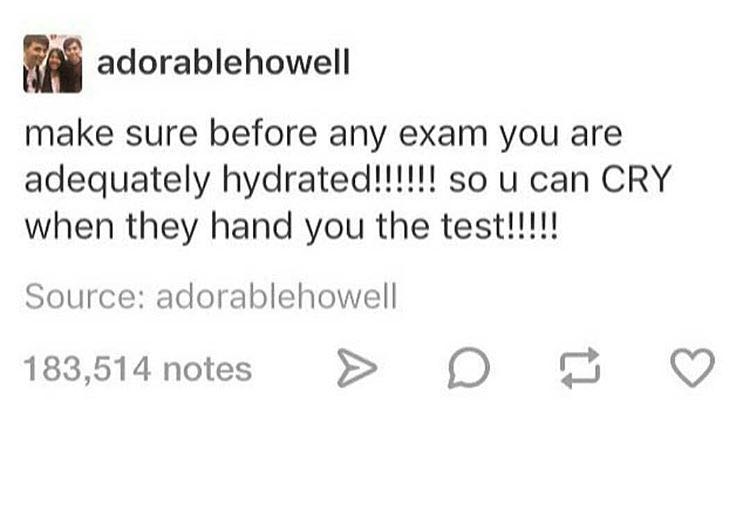 adorablehowell
make sure before any exam you are
adequately hydrated!!!!!! so u can CRY
when they hand you the test!!!!!
Source: adorablehowell
183,514 notes